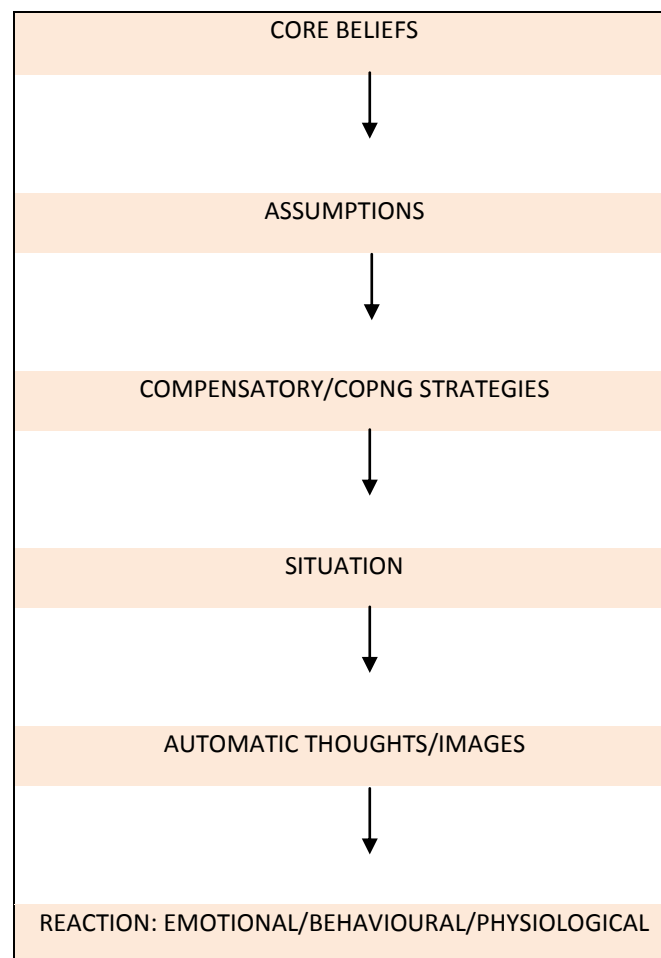 CORE BELIEFS
ASSUMPTIONS
COMPENSATORY/COPNG STRATEGIES
SITUATION
AUTOMATIC THOUGHTS/IMAGES
REACTION: EMOTIONAL/BEHAVIOURAL/PHYSIOLOGICAL